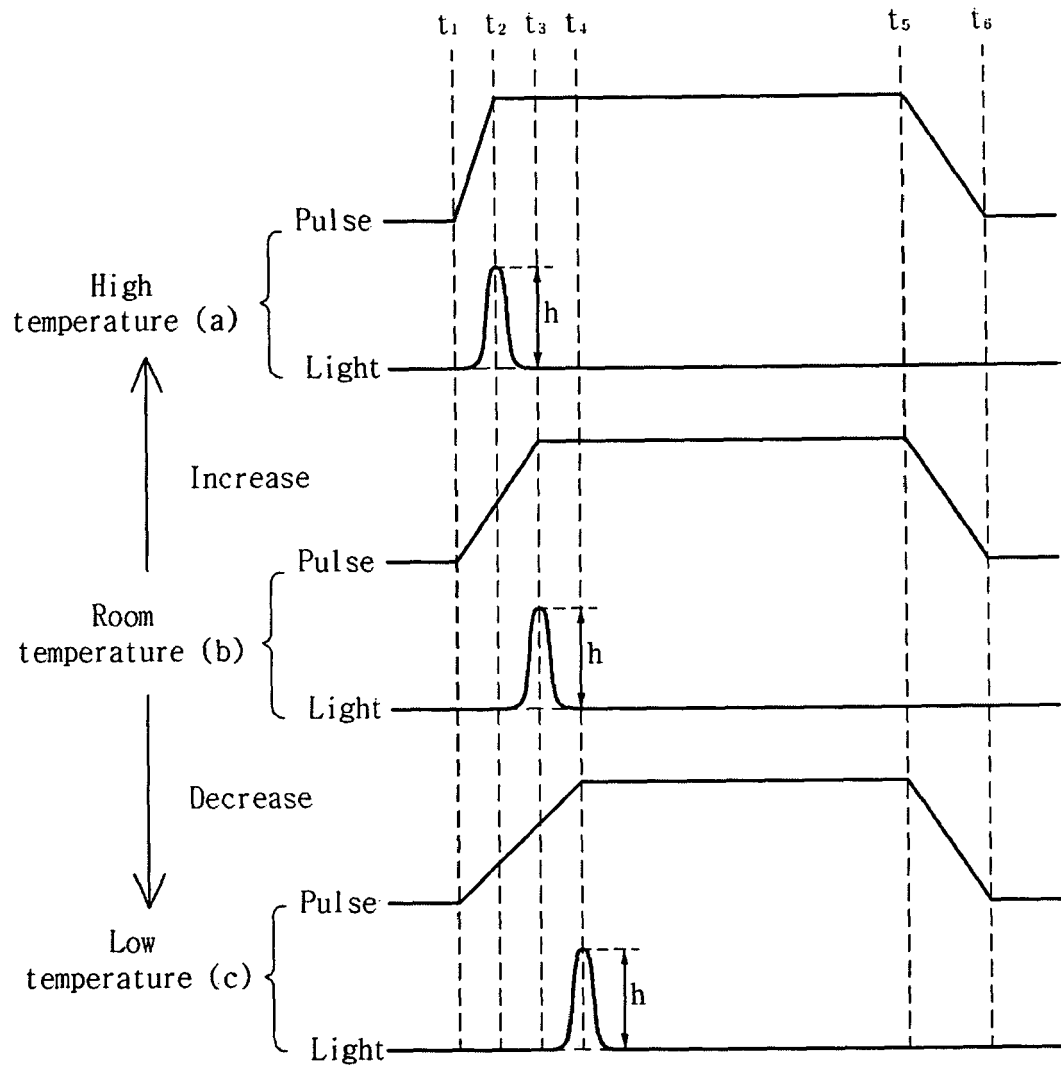 t₁ t₂ t₃ t₄ t₅ t₆
Pulse
High
temperature (a)
h
Light
Increase
Pulse
Room
temperature (b)
h
Light
Decrease
Pulse
Low
temperature (c)
h
Light